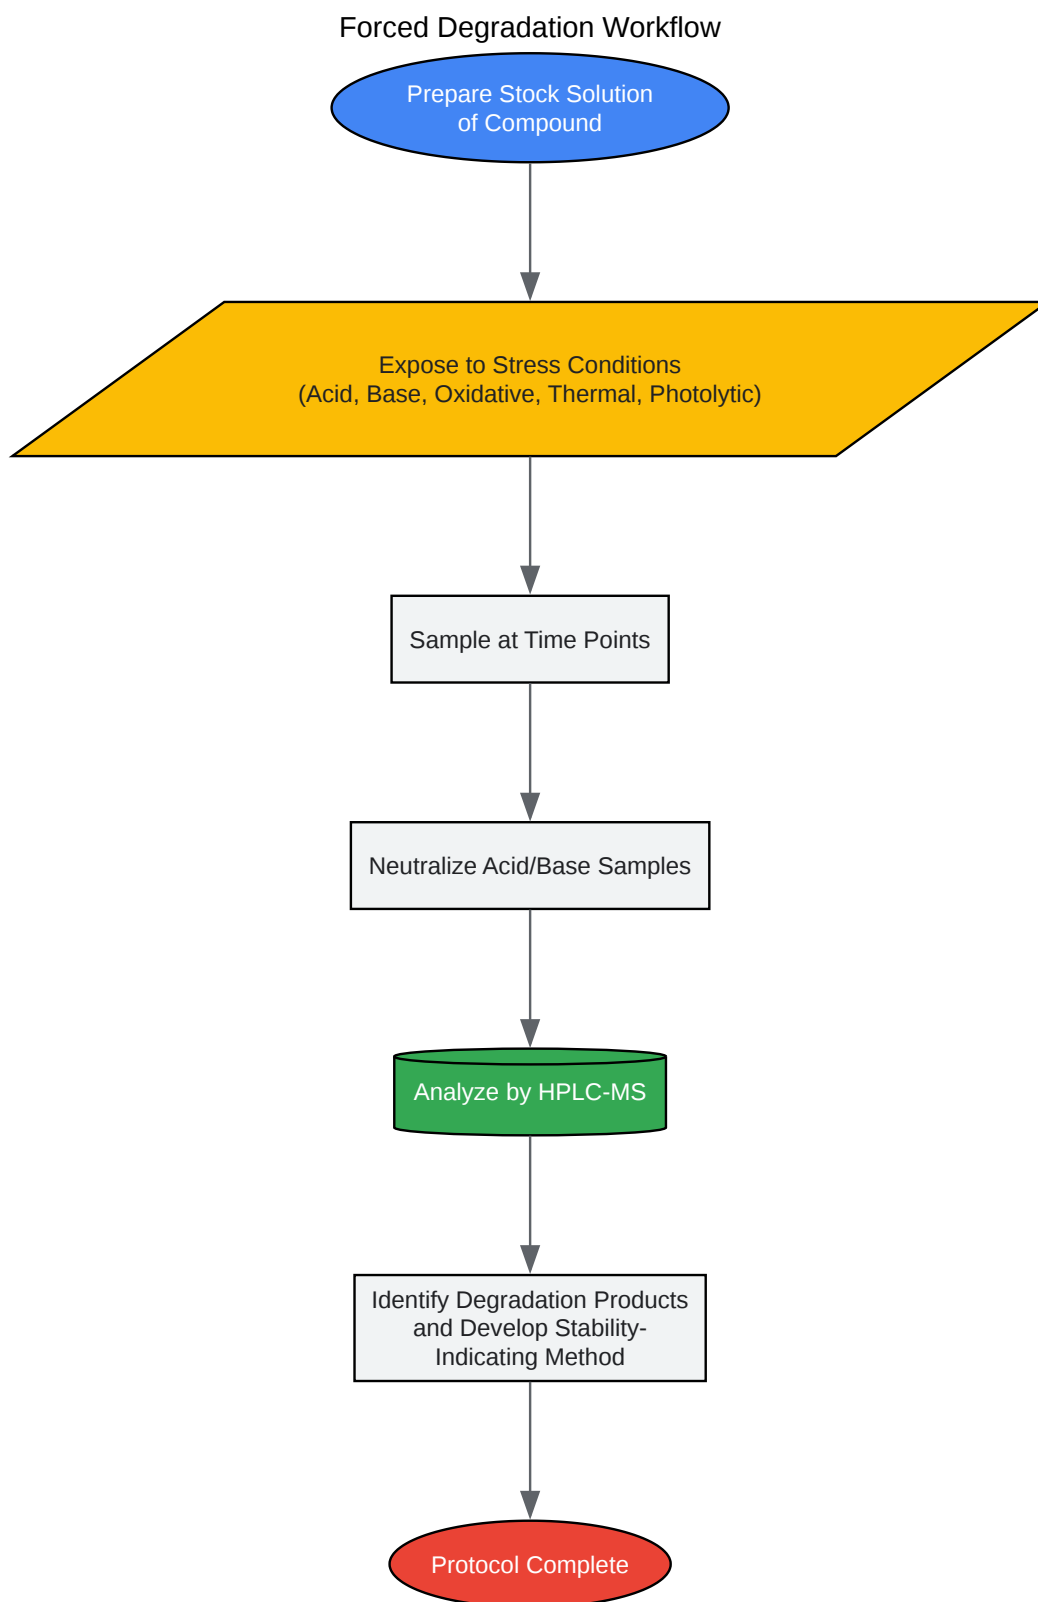 Forced Degradation Workflow
Prepare Stock Solution
of Compound
Expose to Stress Conditions
(Acid, Base, Oxidative, Thermal, Photolytic)
Sample at Time Points
Neutralize Acid/Base Samples
Analyze by HPLC-MS
Identify Degradation Products
and Develop Stability-
Indicating Method
Protocol Complete